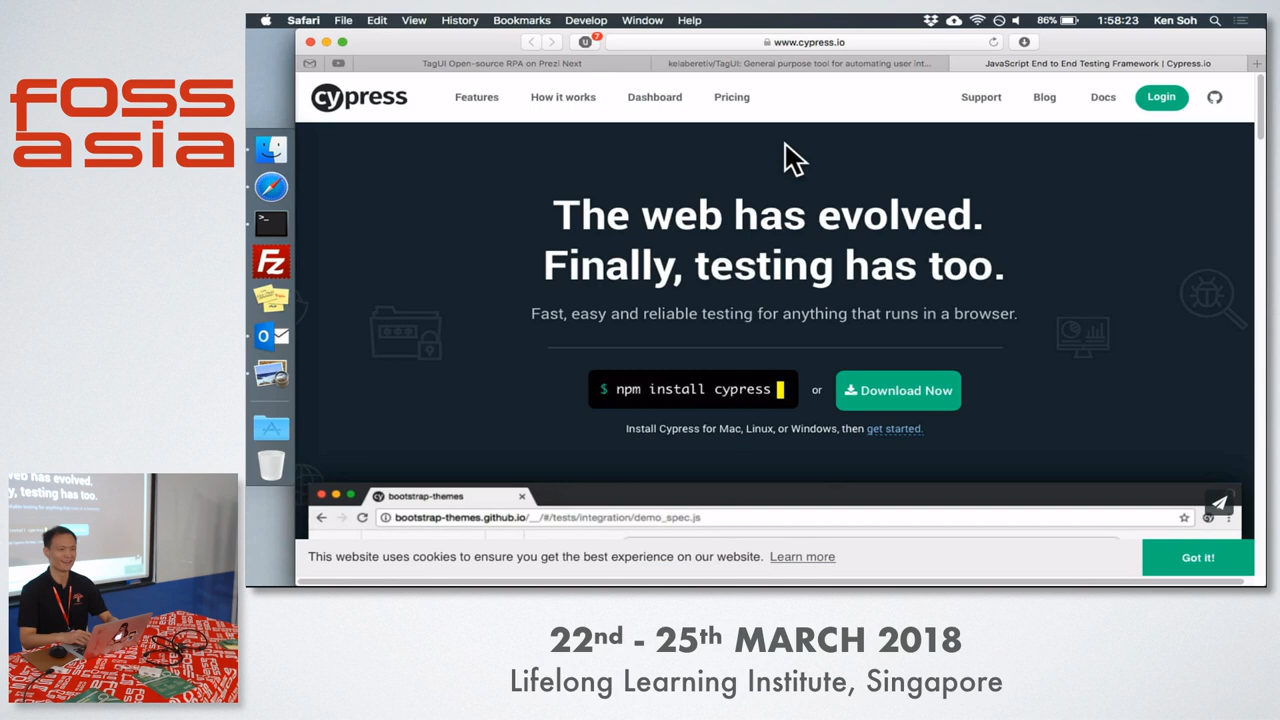 foss
asia
Safari File Edit View History Bookmarks Develop Window Help 86% 1:58:23 Ken Soh
7
www.cypress.io
TagUI Open-source RPA on Prezi Next
kelaberetiv/TagUI: General purpose tool for automating user int...
JavaScript End to End Testing Framework | Cypress.io
cypress Features How it works Dashboard Pricing Support Blog Docs Login
The web has evolved.
Finally, testing has too.
Fast, easy and reliable testing for anything that runs in a browser.
$ npm install cypress or Download Now
Install Cypress for Mac, Linux, or Windows, then get started.
cy bootstrap-themes
bootstrap-themes.github.io/__/#/tests/integration/demo_spec.js
This website uses cookies to ensure you get the best experience on our website. Learn more Got it!
web has evolved.
y, testing has too.
22nd - 25th MARCH 2018
Lifelong Learning Institute, Singapore